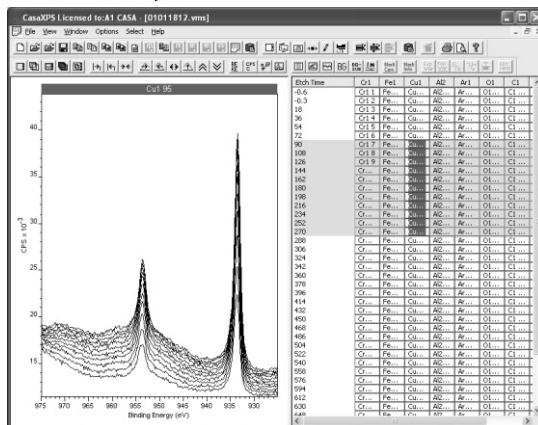 CasaXPS Licensed to:A1 CASA - [01011812.vms]
File View Window Options Select Help
Cu1 95
CPS x 10⁻³
40
35
30
25
20
15
975 970 965 960 955 950 945 940 935 930
Binding Energy (eV)
Etch Time Cr1 Fe1 Cu1 Al2 Ar1 O1 C1
-0.6 Cr1 1 Fe... Cu... Al2... Ar... O1... C1 ...
-0.3 Cr1 2 Fe... Cu... Al2... Ar... O1... C1 ...
18 Cr1 3 Fe... Cu... Al2... Ar... O1... C1 ...
36 Cr1 4 Fe... Cu... Al2... Ar... O1... C1 ...
54 Cr1 5 Fe... Cu... Al2... Ar... O1... C1 ...
72 Cr1 6 Fe... Cu... Al2... Ar... O1... C1 ...
90 Cr1 7 Fe... Cu... Al2... Ar... O1... C1 ...
108 Cr1 8 Fe... Cu... Al2... Ar... O1... C1 ...
126 Cr1 9 Fe... Cu... Al2... Ar... O1... C1 ...
144 Cr... Fe... Cu... Al2... Ar... O1... C1 ...
162 Cr... Fe... Cu... Al2... Ar... O1... C1 ...
180 Cr... Fe... Cu... Al2... Ar... O1... C1 ...
198 Cr... Fe... Cu... Al2... Ar... O1... C1 ...
216 Cr... Fe... Cu... Al2... Ar... O1... C1 ...
234 Cr... Fe... Cu... Al2... Ar... O1... C1 ...
252 Cr... Fe... Cu... Al2... Ar... O1... C1 ...
270 Cr... Fe... Cu... Al2... Ar... O1... C1 ...
288 Cr... Fe... Cu... Al2... Ar... O1... C1 ...
306 Cr... Fe... Cu... Al2... Ar... O1... C1 ...
324 Cr... Fe... Cu... Al2... Ar... O1... C1 ...
342 Cr... Fe... Cu... Al2... Ar... O1... C1 ...
360 Cr... Fe... Cu... Al2... Ar... O1... C1 ...
378 Cr... Fe... Cu... Al2... Ar... O1... C1 ...
396 Cr... Fe... Cu... Al2... Ar... O1... C1 ...
414 Cr... Fe... Cu... Al2... Ar... O1... C1 ...
432 Cr... Fe... Cu... Al2... Ar... O1... C1 ...
450 Cr... Fe... Cu... Al2... Ar... O1... C1 ...
468 Cr... Fe... Cu... Al2... Ar... O1... C1 ...
486 Cr... Fe... Cu... Al2... Ar... O1... C1 ...
504 Cr... Fe... Cu... Al2... Ar... O1... C1 ...
522 Cr... Fe... Cu... Al2... Ar... O1... C1 ...
540 Cr... Fe... Cu... Al2... Ar... O1... C1 ...
558 Cr... Fe... Cu... Al2... Ar... O1... C1 ...
576 Cr... Fe... Cu... Al2... Ar... O1... C1 ...
594 Cr... Fe... Cu... Al2... Ar... O1... C1 ...
612 Cr... Fe... Cu... Al2... Ar... O1... C1 ...
630 Cr... Fe... Cu... Al2... Ar... O1... C1 ...
648 Cr... Fe... Cu... Al2... Ar... O1... C1 ...